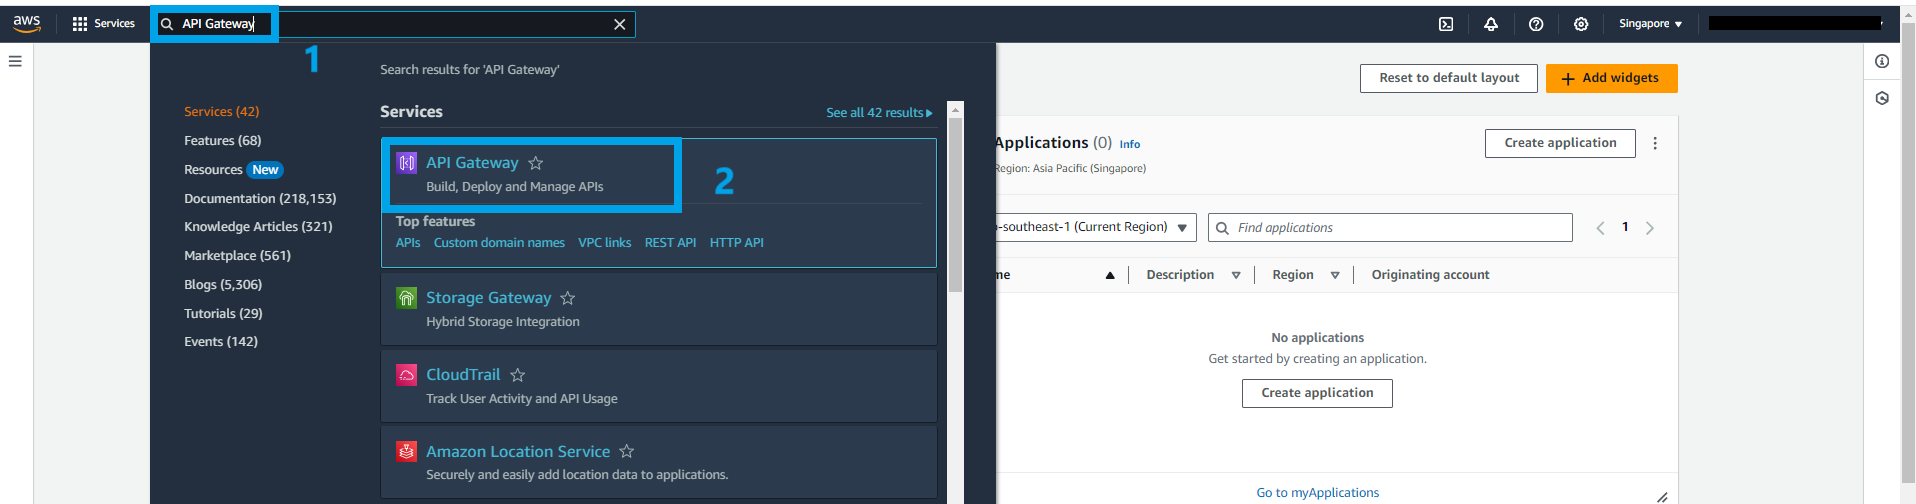 aws
Services
API Gateway
Singapore
1
Search results for 'API Gateway'
Services (42)
Features (68)
Resources New
Documentation (218,153)
Knowledge Articles (321)
Marketplace (561)
Blogs (5,306)
Tutorials (29)
Events (142)
Services
See all 42 results
API Gateway
Build, Deploy and Manage APIs
2
Top features
APIs Custom domain names VPC links REST API HTTP API
Storage Gateway
Hybrid Storage Integration
CloudTrail
Track User Activity and API Usage
Amazon Location Service
Securely and easily add location data to applications.
Reset to default layout
Add widgets
Applications (0) Info
Region: Asia Pacific (Singapore)
Create application
-southeast-1 (Current Region)
Find applications
1
me
Description
Region
Originating account
No applications
Get started by creating an application.
Create application
Go to myApplications